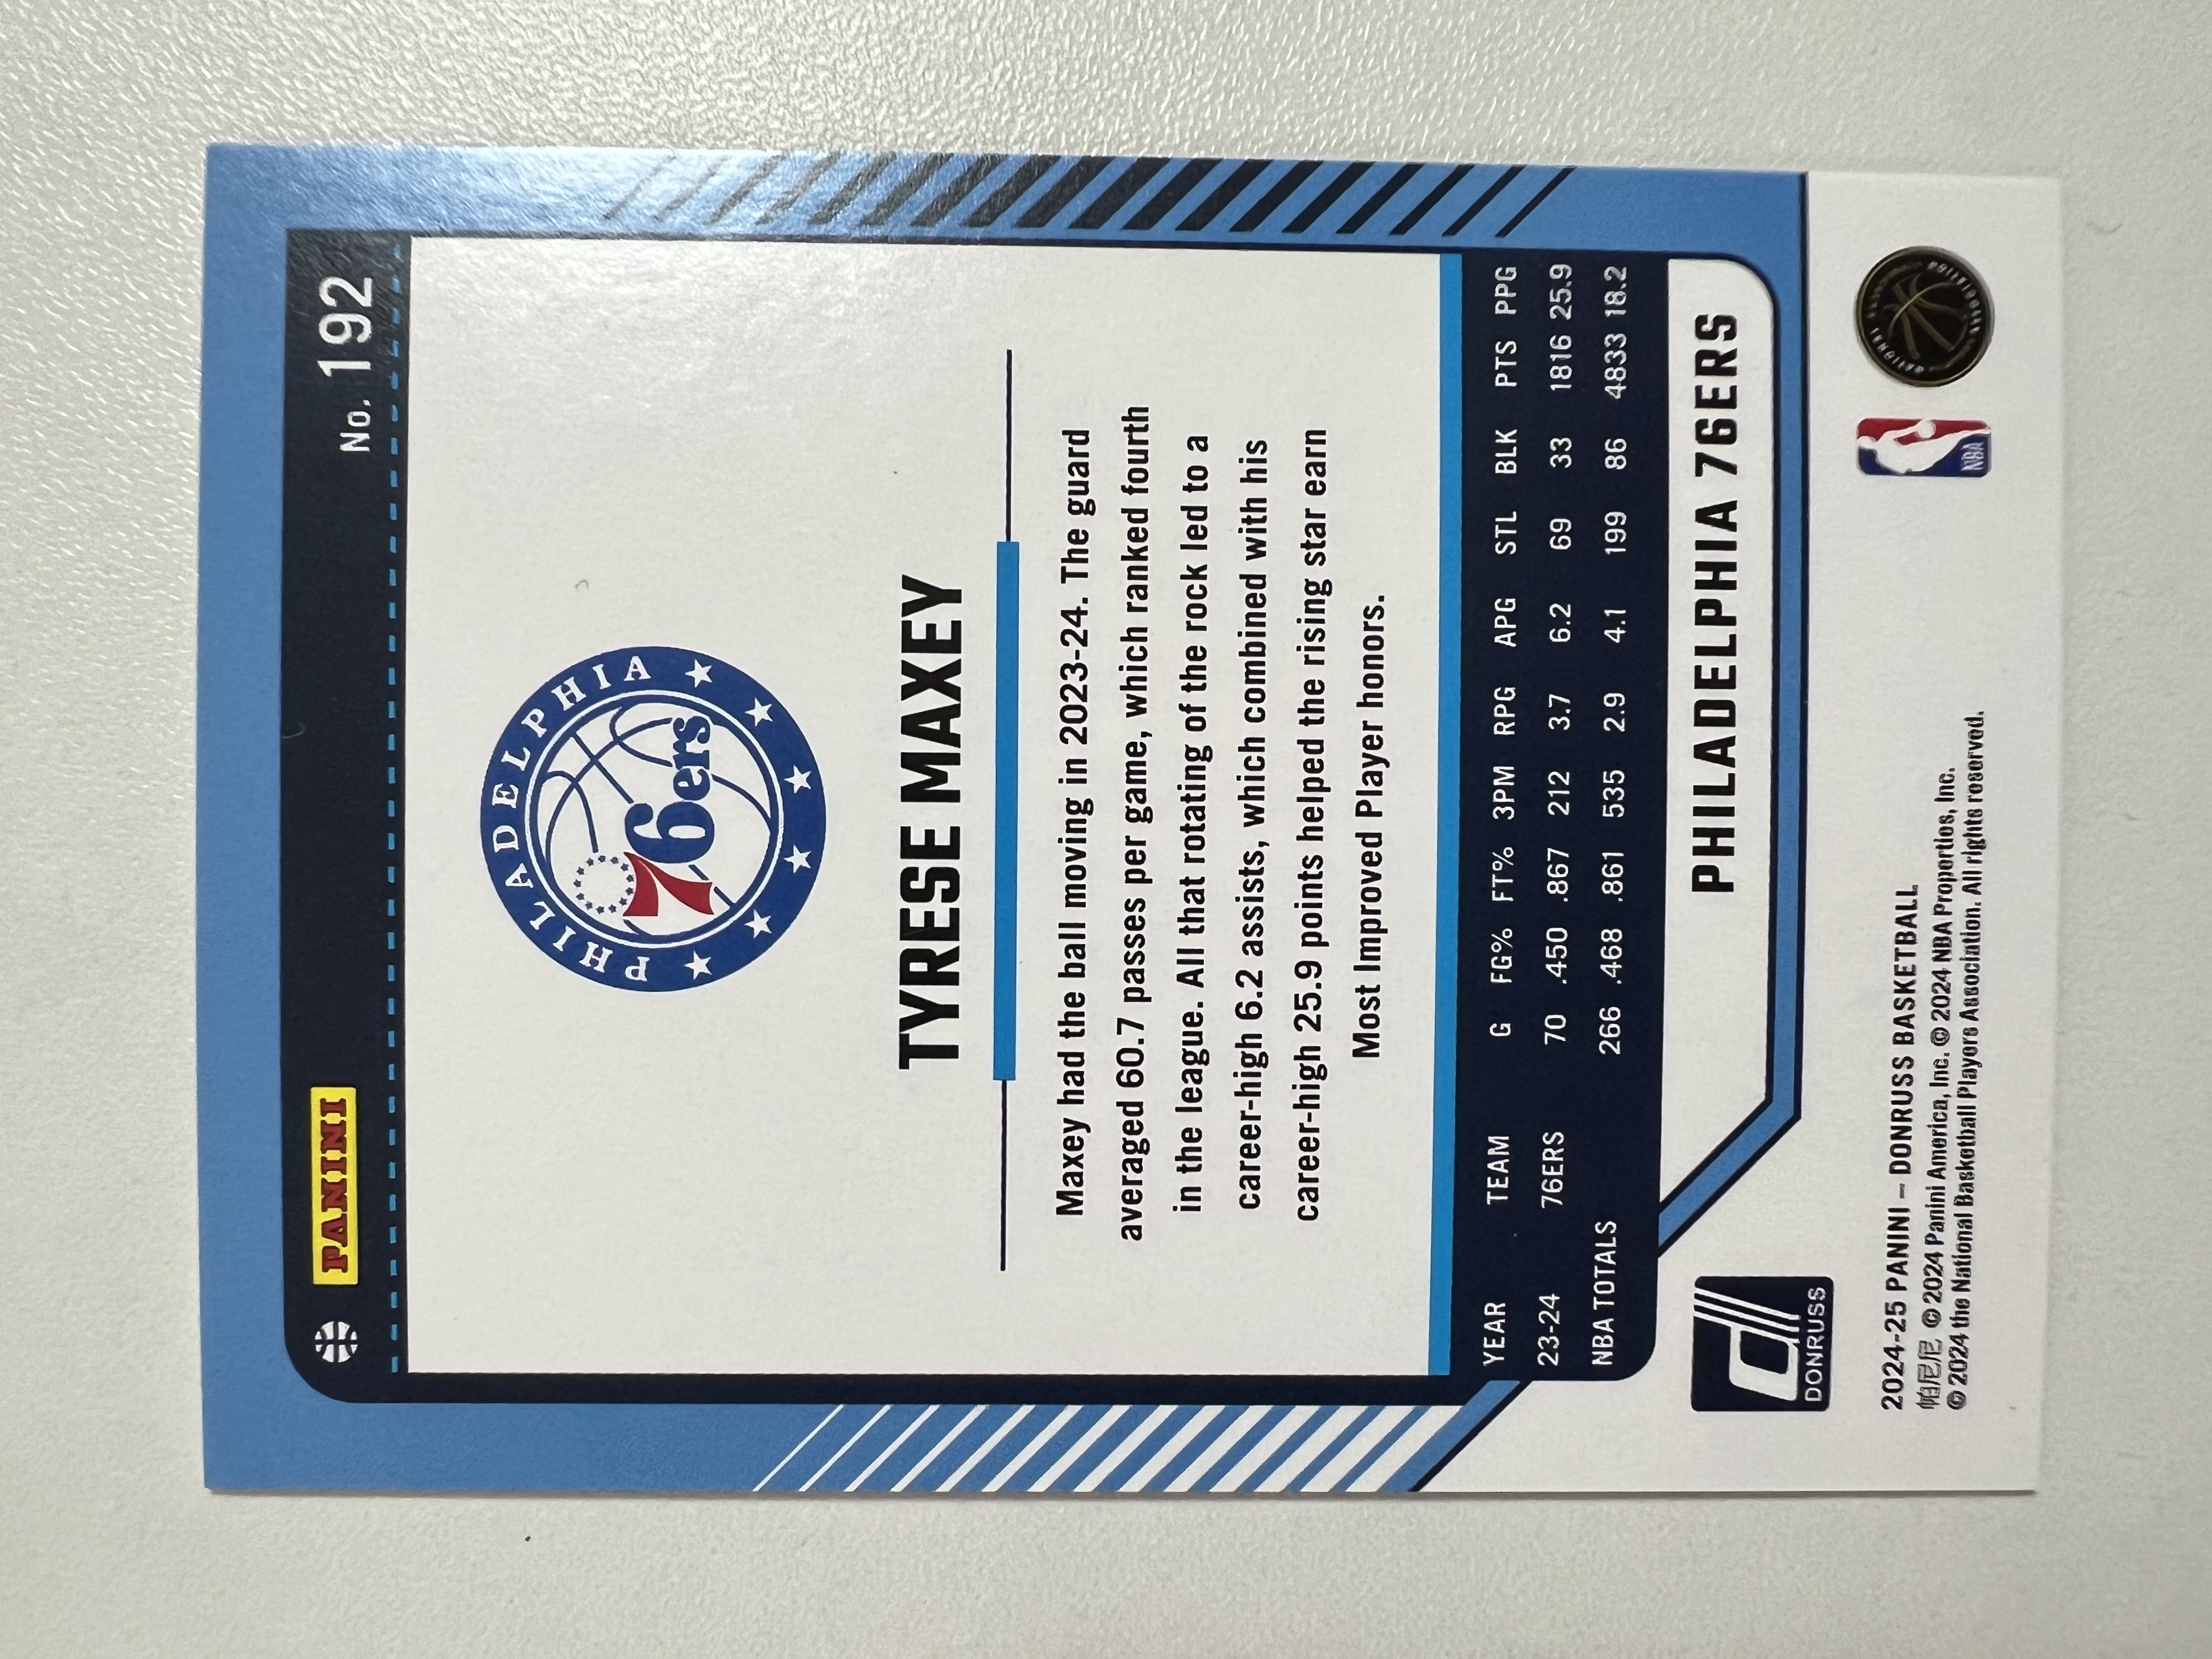 PANINI
No. 192
PHILADELPHIA
76ers
TYRESE MAXEY
Maxey had the ball moving in 2023-24. The guard
averaged 60.7 passes per game, which ranked fourth
in the league. All that rotating of the rock led to a
career-high 6.2 assists, which combined with his
career-high 25.9 points helped the rising star earn
Most Improved Player honors.
YEAR TEAM G FG% FT% 3PM RPG APG STL BLK PTS PPG
23-24 76ERS 70 .450 .867 212 3.7 6.2 69 33 1816 25.9
NBA TOTALS 266 .468 .861 535 2.9 4.1 199 86 4833 18.2
PHILADELPHIA 76ERS
DONRUSS
2024-25 PANINI – DONRUSS BASKETBALL
帕尼尼 © 2024 Panini America, Inc. © 2024 NBA Properties, Inc.
© 2024 the National Basketball Players Association. All rights reserved.
NBA